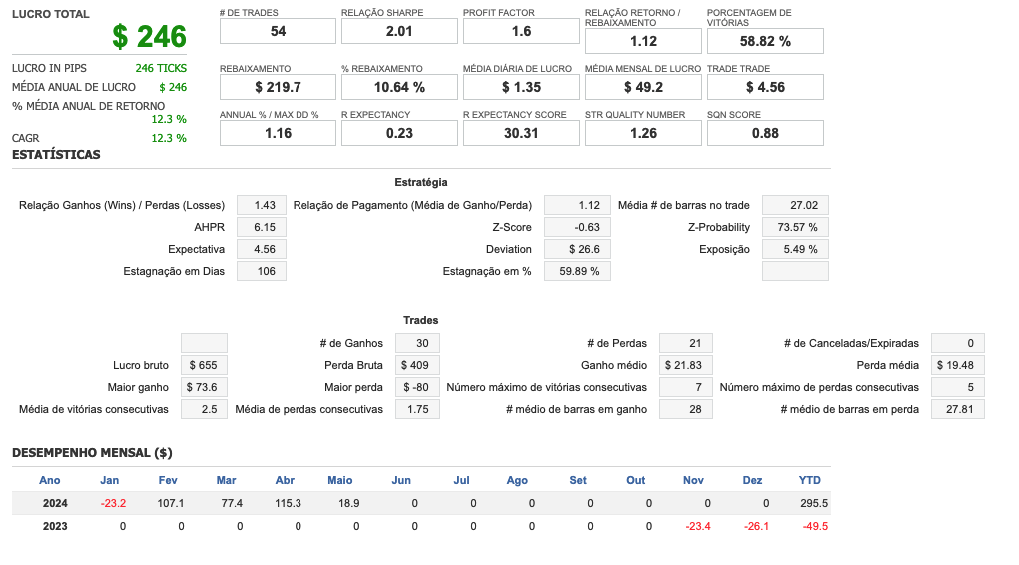 LUCRO TOTAL
$ 246
LUCRO IN PIPS 246 TICKS
MÉDIA ANUAL DE LUCRO $ 246
% MÉDIA ANUAL DE RETORNO
12.3 %
CAGR 12.3 %
# DE TRADES
54
RELAÇÃO SHARPE
2.01
PROFIT FACTOR
1.6
RELAÇÃO RETORNO /
REBAIXAMENTO
1.12
PORCENTAGEM DE
VITÓRIAS
58.82 %
REBAIXAMENTO
$ 219.7
% REBAIXAMENTO
10.64 %
MÉDIA DIÁRIA DE LUCRO
$ 1.35
MÉDIA MENSAL DE LUCRO
$ 49.2
TRADE TRADE
$ 4.56
ANNUAL % / MAX DD %
1.16
R EXPECTANCY
0.23
R EXPECTANCY SCORE
30.31
STR QUALITY NUMBER
1.26
SQN SCORE
0.88
ESTATÍSTICAS
Estratégia
Relação Ganhos (Wins) / Perdas (Losses) 1.43 Relação de Pagamento (Média de Ganho/Perda) 1.12 Média # de barras no trade 27.02
AHPR 6.15 Z-Score -0.63 Z-Probability 73.57 %
Expectativa 4.56 Deviation $ 26.6 Exposição 5.49 %
Estagnação em Dias 106 Estagnação em % 59.89 %
Trades
# de Ganhos 30 # de Perdas 21 # de Canceladas/Expiradas 0
Lucro bruto $ 655 Perda Bruta $ 409 Ganho médio $ 21.83 Perda média $ 19.48
Maior ganho $ 73.6 Maior perda $ -80 Número máximo de vitórias consecutivas 7 Número máximo de perdas consecutivas 5
Média de vitórias consecutivas 2.5 Média de perdas consecutivas 1.75 # médio de barras em ganho 28 # médio de barras em perda 27.81
DESEMPENHO MENSAL ($)
Ano Jan Fev Mar Abr Maio Jun Jul Ago Set Out Nov Dez YTD
2024 -23.2 107.1 77.4 115.3 18.9 0 0 0 0 0 0 0 295.5
2023 0 0 0 0 0 0 0 0 0 0 -23.4 -26.1 -49.5